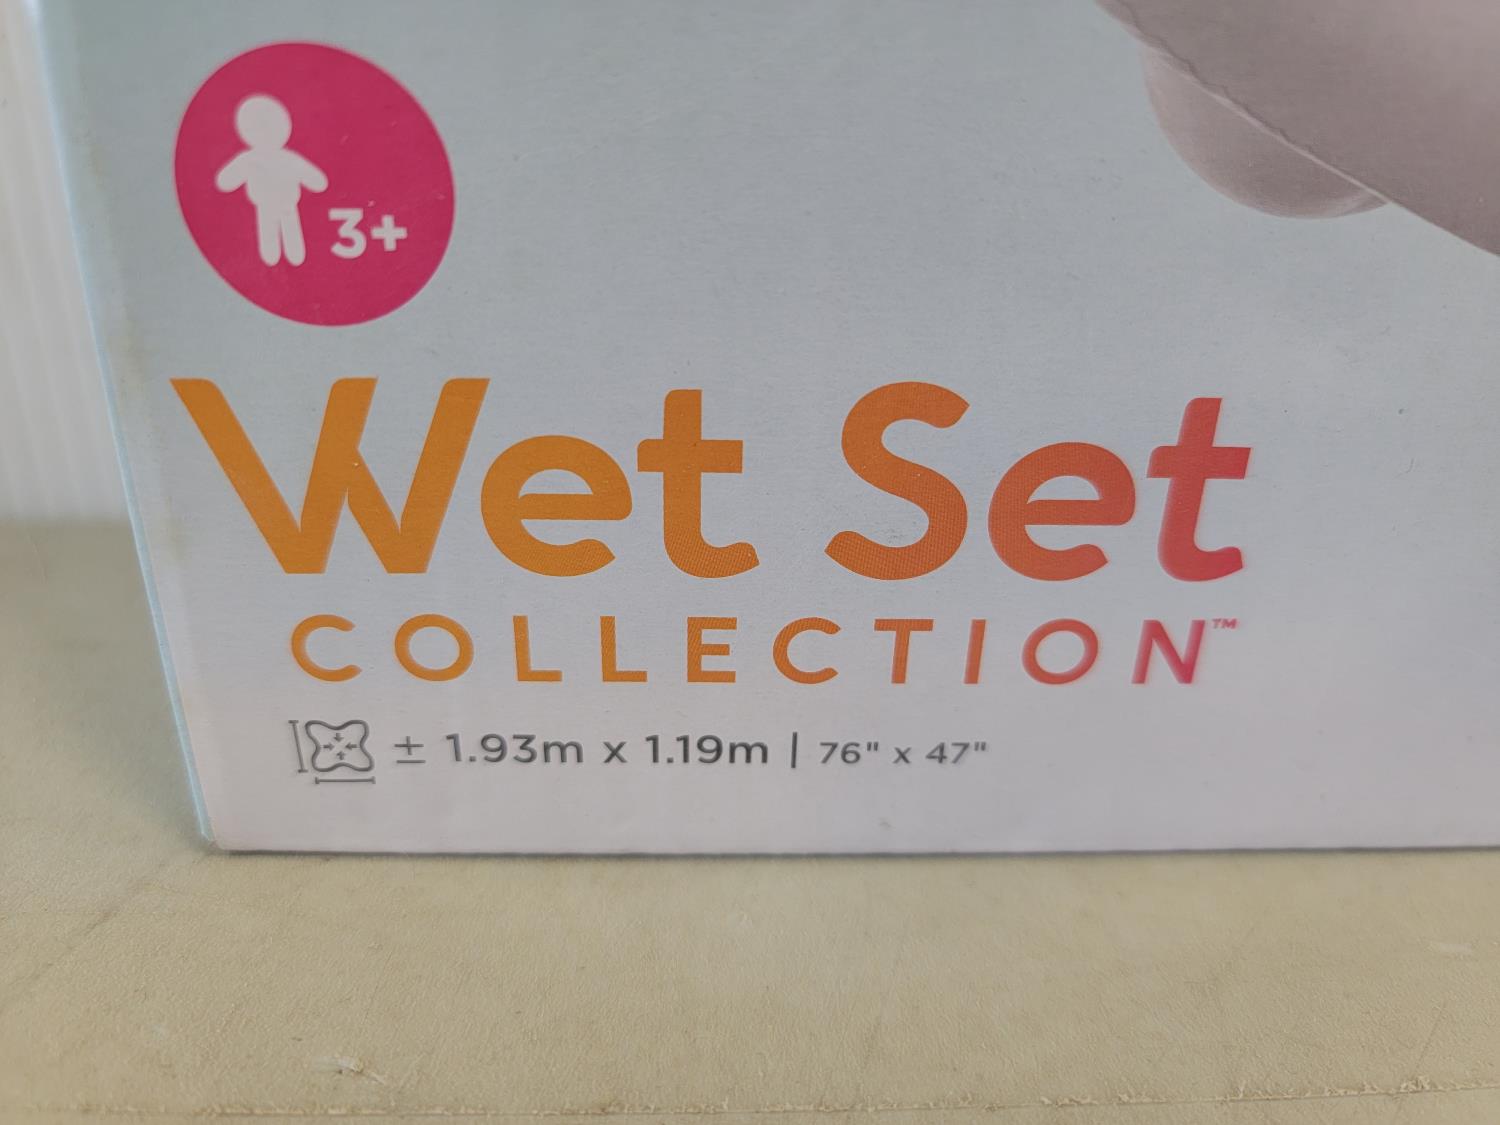 3+
Wet Set
COLLECTION™
± 1.93m x 1.19m | 76" x 47"